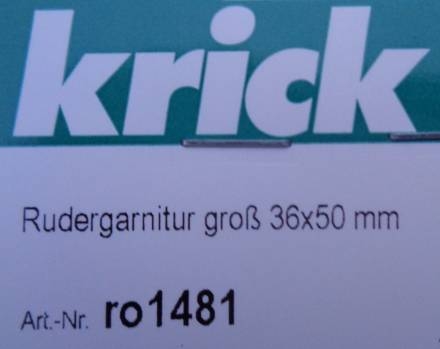 krick
Rudergarnitur groß 36x50 mm
Art.-Nr. ro1481